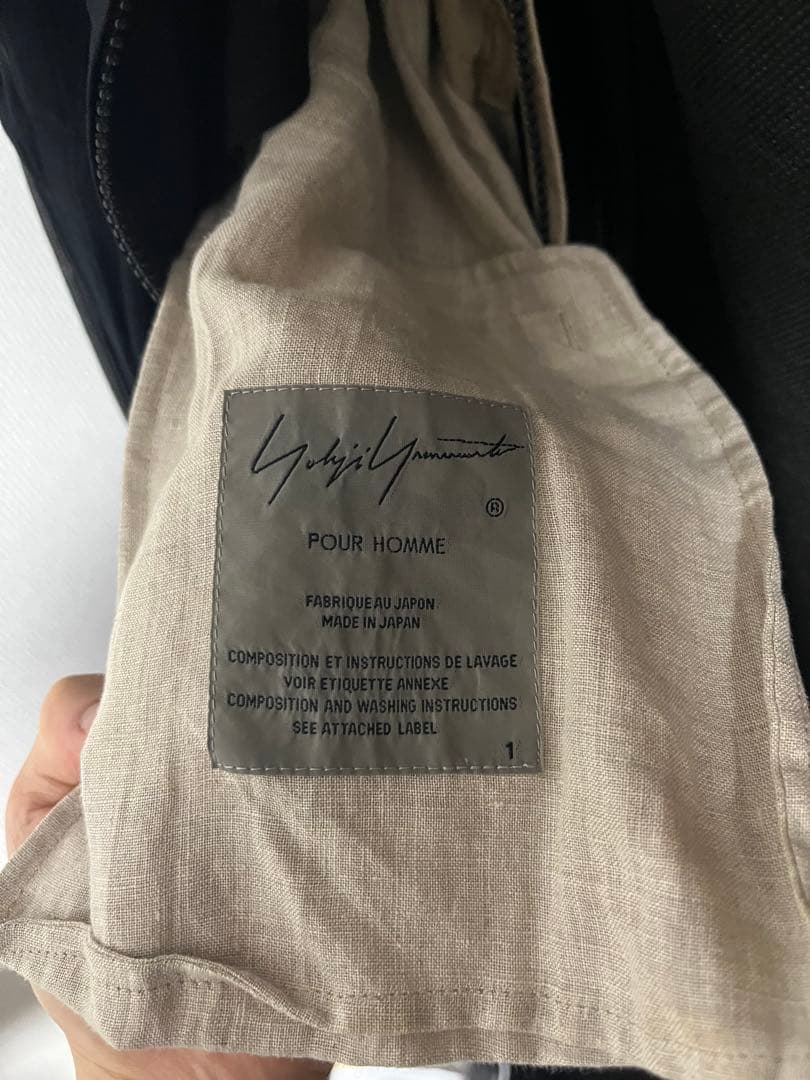 Yohji Yamamoto
®
POUR HOMME
FABRIQUE AU JAPON
MADE IN JAPAN
COMPOSITION ET INSTRUCTIONS DE LAVAGE
VOIR ETIQUETTE ANNEXE
COMPOSITION AND WASHING INSTRUCTIONS
SEE ATTACHED LABEL
1